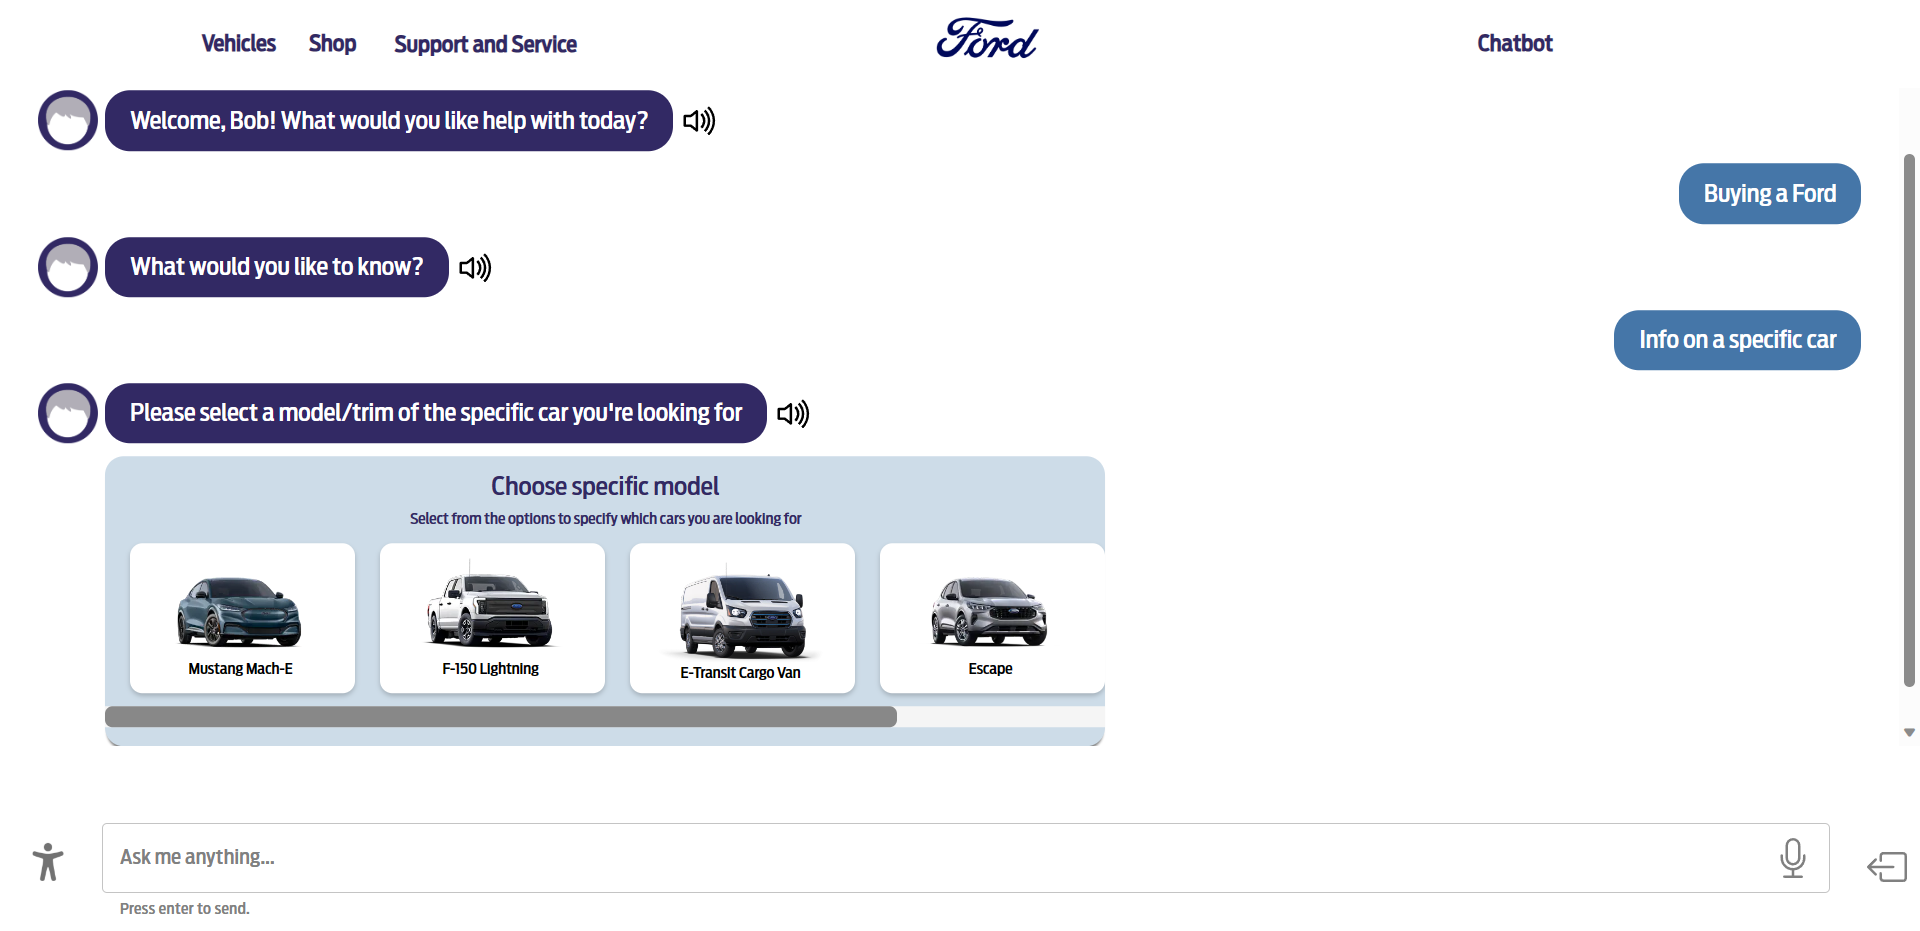 Vehicles Shop Support and Service Ford Chatbot
Welcome, Bob! What would you like help with today?
Buying a Ford
What would you like to know?
Info on a specific car
Please select a model/trim of the specific car you're looking for
Choose specific model
Select from the options to specify which cars you are looking for
Mustang Mach-E F-150 Lightning E-Transit Cargo Van Escape
Ask me anything...
Press enter to send.